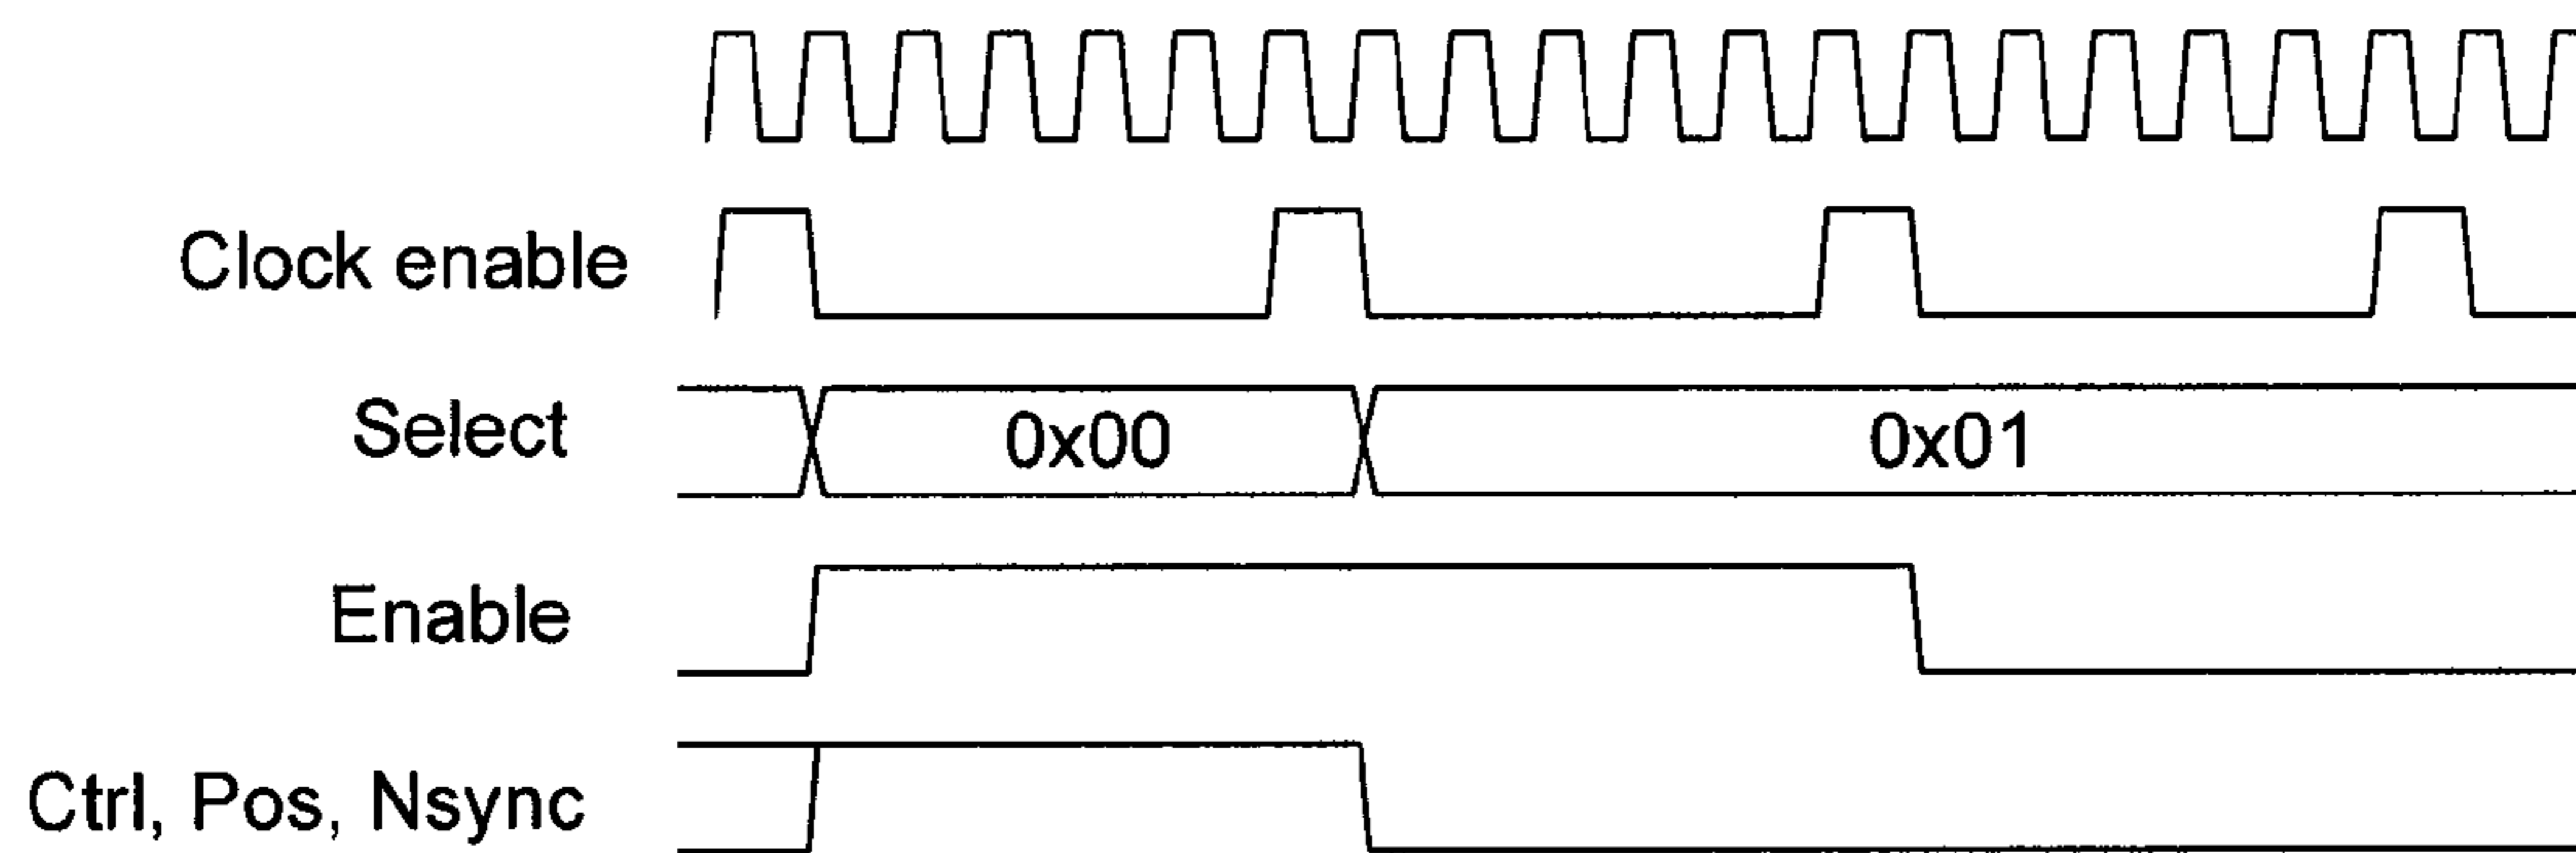 Clock enable
Select 0x00 0x01
Enable
Ctrl, Pos, Nsync